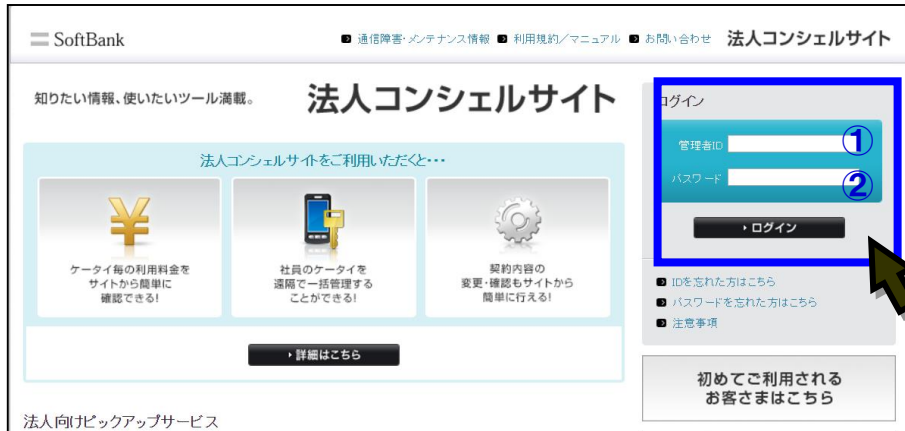 SoftBank
通信障害・メンテナンス情報 利用規約／マニュアル お問い合わせ 法人コンシェルサイト
知りたい情報、使いたいツール満載。 法人コンシェルサイト
法人コンシェルサイトをご利用いただくと・・・
¥
ケータイ毎の利用料金を
サイトから簡単に
確認できる!
社員のケータイを
遠隔で一括管理する
ことができる!
契約内容の
変更・確認もサイトから
簡単に行える!
詳細はこちら
法人向けピックアップサービス
ログイン
管理者ID ①
パスワード ②
ログイン
IDを忘れた方はこちら
パスワードを忘れた方はこちら
注意事項
初めてご利用される
お客さまはこちら